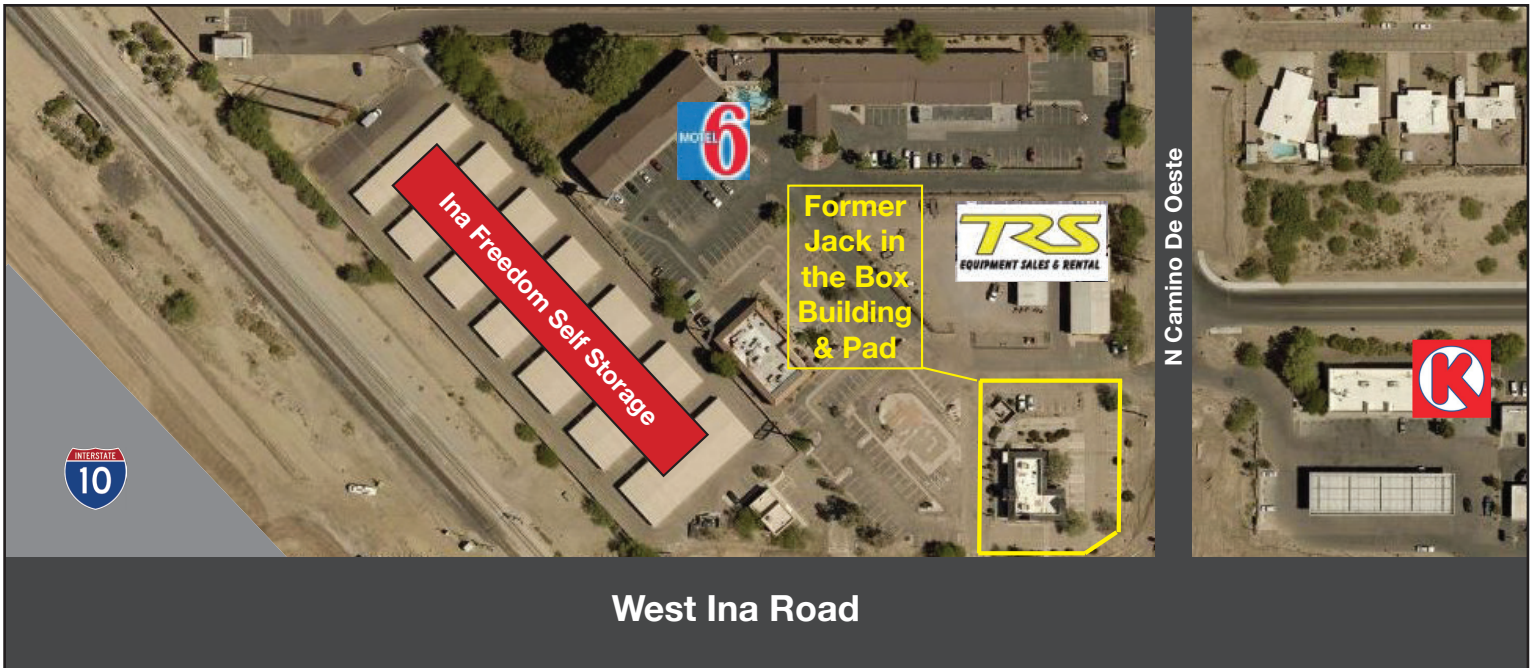 MOTEL
6
Former
Jack in
the Box
Building
& Pad
TRS
EQUIPMENT SALES & RENTAL
N Camino De Oeste
Ina Freedom Self Storage
K
INTERSTATE
10
West Ina Road